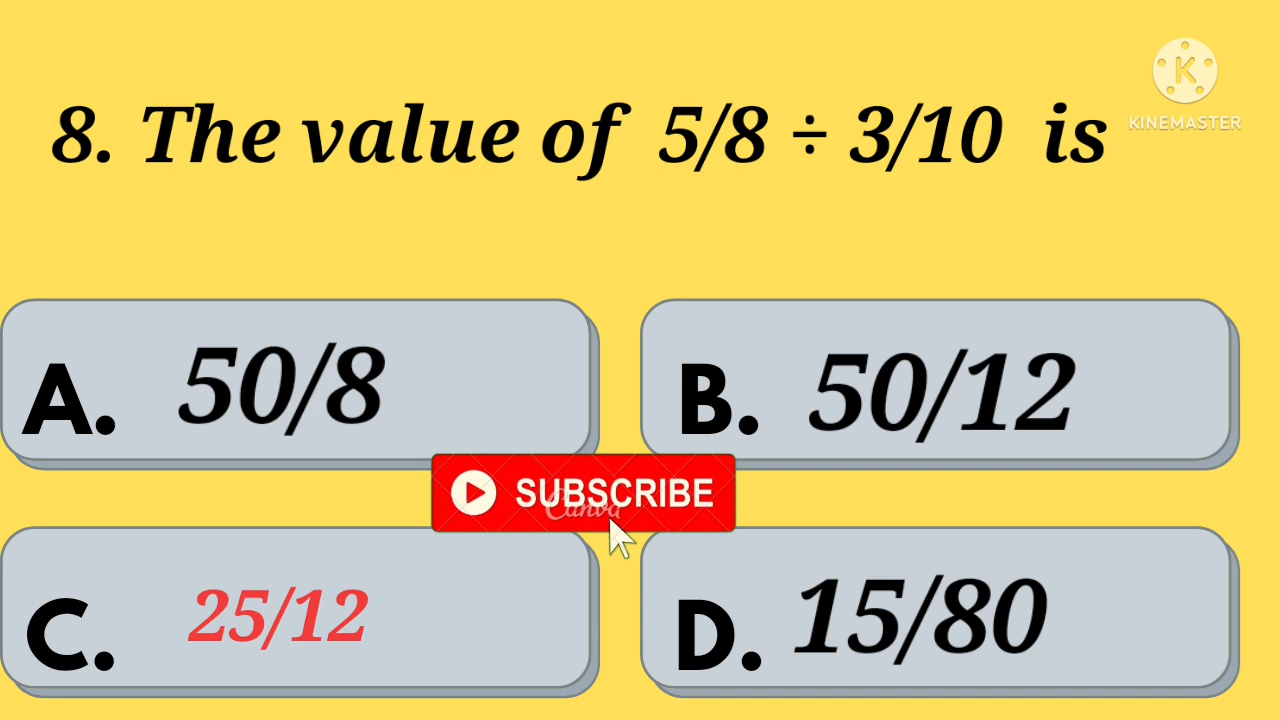 8. The value of 5/8 ÷ 3/10 is
KINEMASTER
A. 50/8
B. 50/12
SUBSCRIBE
Canva
C. 25/12
D. 15/80